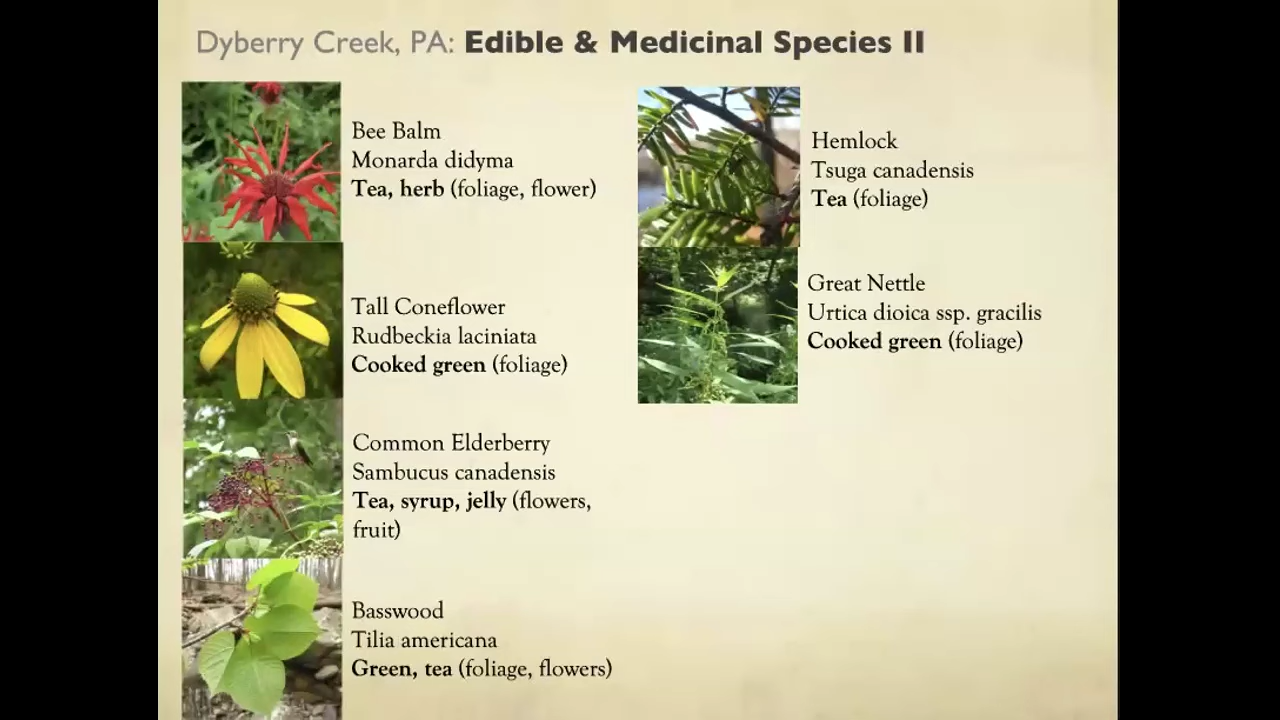 Dyberry Creek, PA: Edible & Medicinal Species II
Bee Balm
Monarda didyma
Tea, herb (foliage, flower)
Tall Coneflower
Rudbeckia laciniata
Cooked green (foliage)
Common Elderberry
Sambucus canadensis
Tea, syrup, jelly (flowers,
fruit)
Basswood
Tilia americana
Green, tea (foliage, flowers)
Hemlock
Tsuga canadensis
Tea (foliage)
Great Nettle
Urtica dioica ssp. gracilis
Cooked green (foliage)